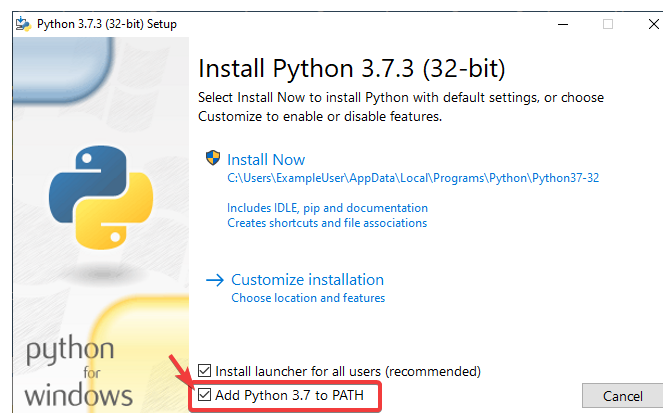 Python 3.7.3 (32-bit) Setup
Install Python 3.7.3 (32-bit)
Select Install Now to install Python with default settings, or choose
Customize to enable or disable features.
Install Now
C:\Users\ExampleUser\AppData\Local\Programs\Python\Python37-32
Includes IDLE, pip and documentation
Creates shortcuts and file associations
Customize installation
Choose location and features
python
for
windows
Install launcher for all users (recommended)
Add Python 3.7 to PATH
Cancel